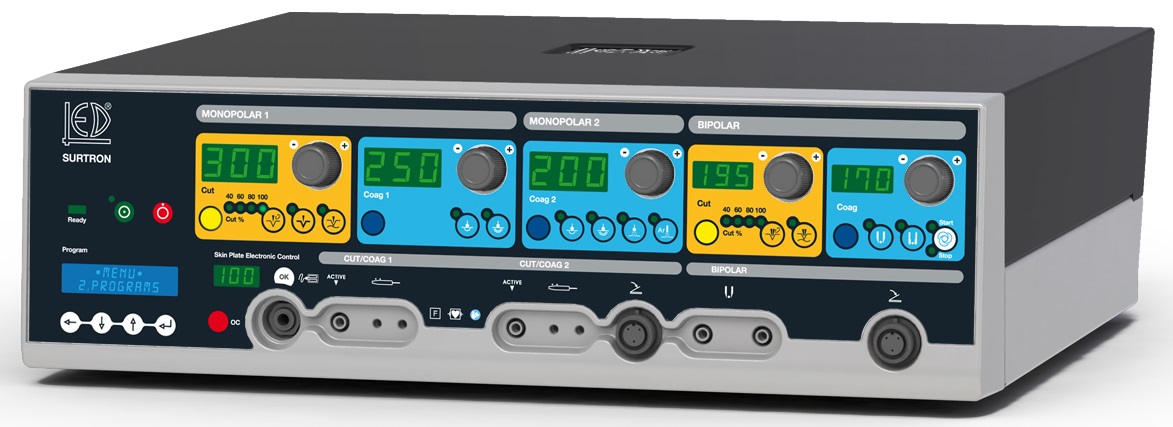 LED®
SURTRON
MONOPOLAR 1
MONOPOLAR 2
BIPOLAR
300
- +
Cut
40 60 80 100
Cut %
250
- +
Coag 1
200
- +
Coag 2
Ar
195
- +
Cut
40 60 80 100
Cut %
170
- +
Coag
Start
Stop
Ready
Program
*MENU*
2.PROGRAMS
Skin Plate Electronic Control
100
OK
OC
CUT/COAG 1
CUT/COAG 2
BIPOLAR
ACTIVE
ACTIVE
F